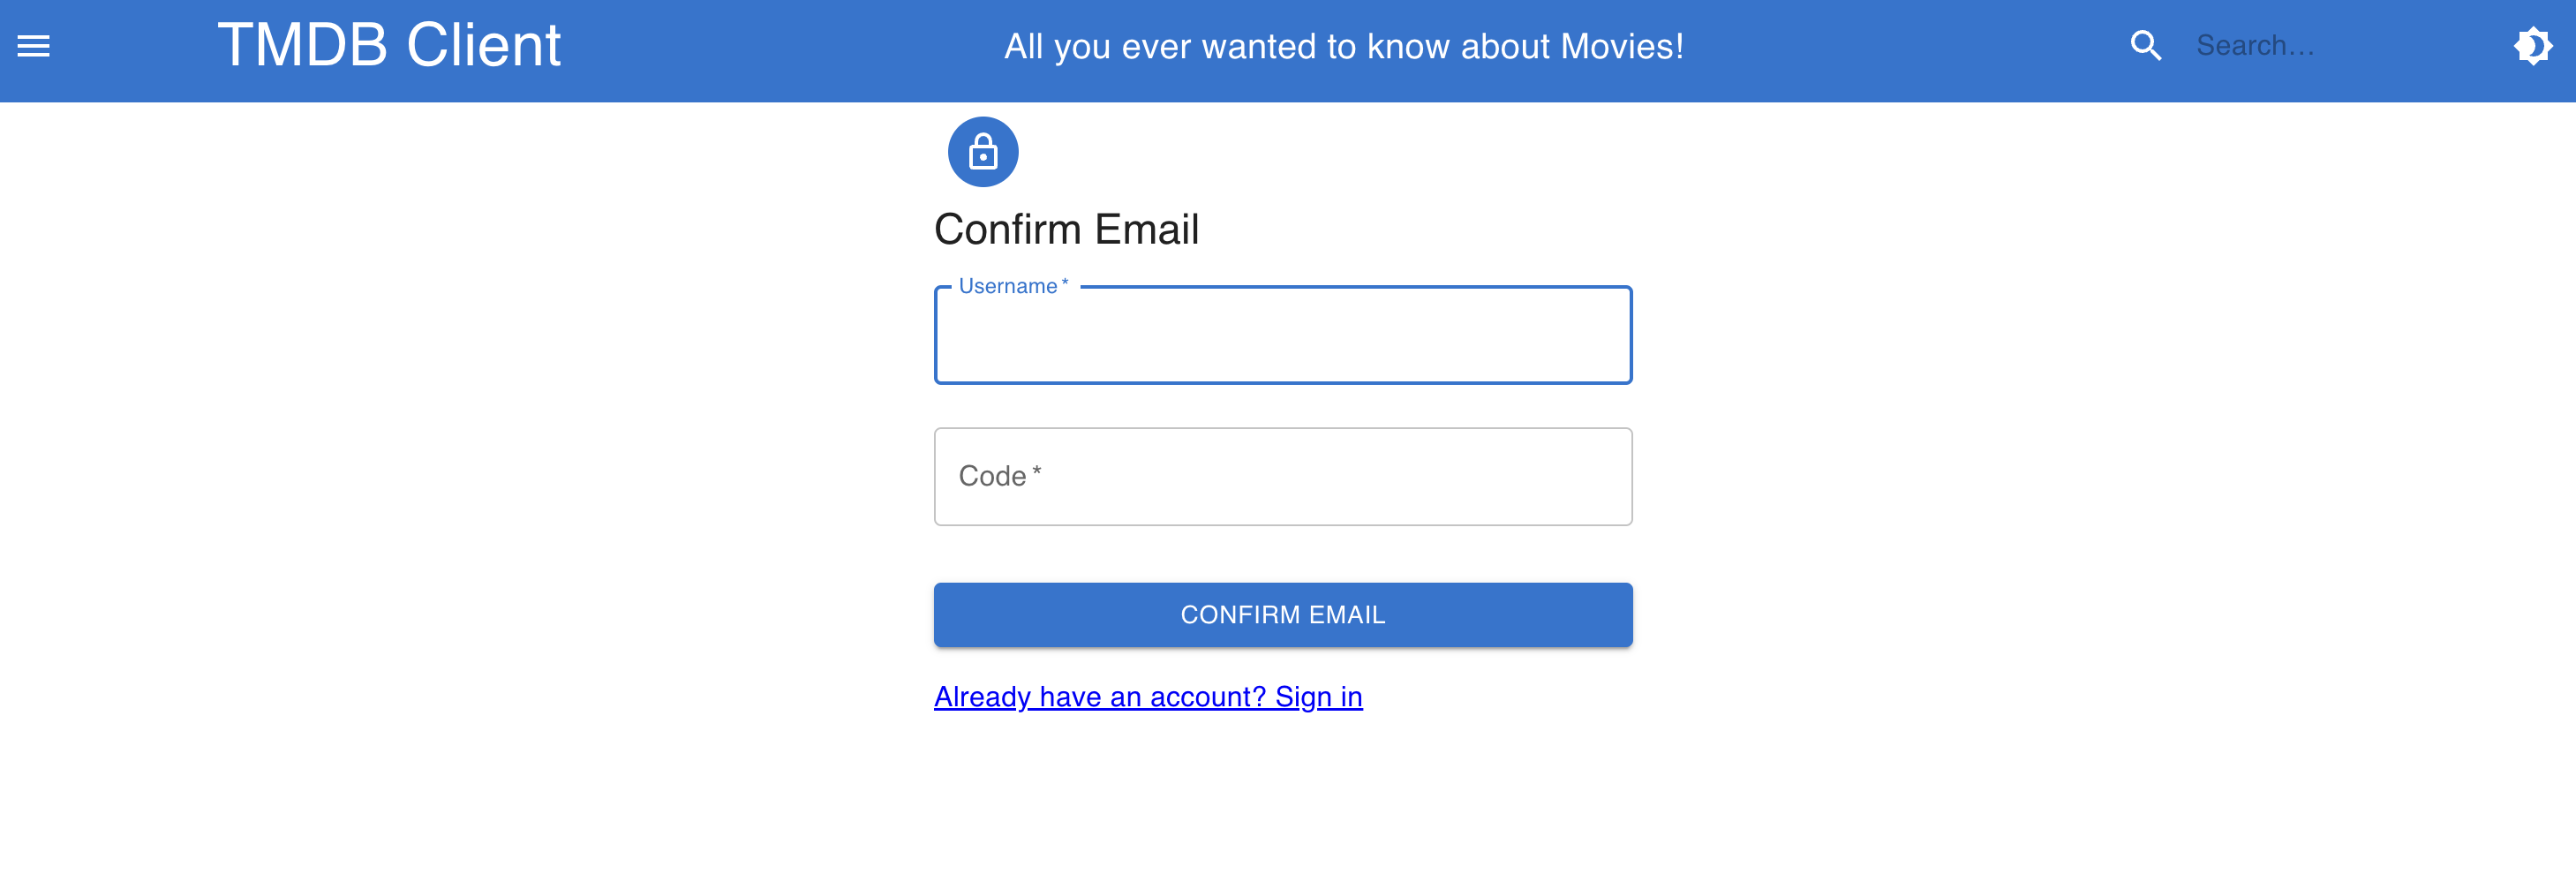 TMDB Client
All you ever wanted to know about Movies!
Search…
Confirm Email
Username *
Code *
CONFIRM EMAIL
Already have an account? Sign in